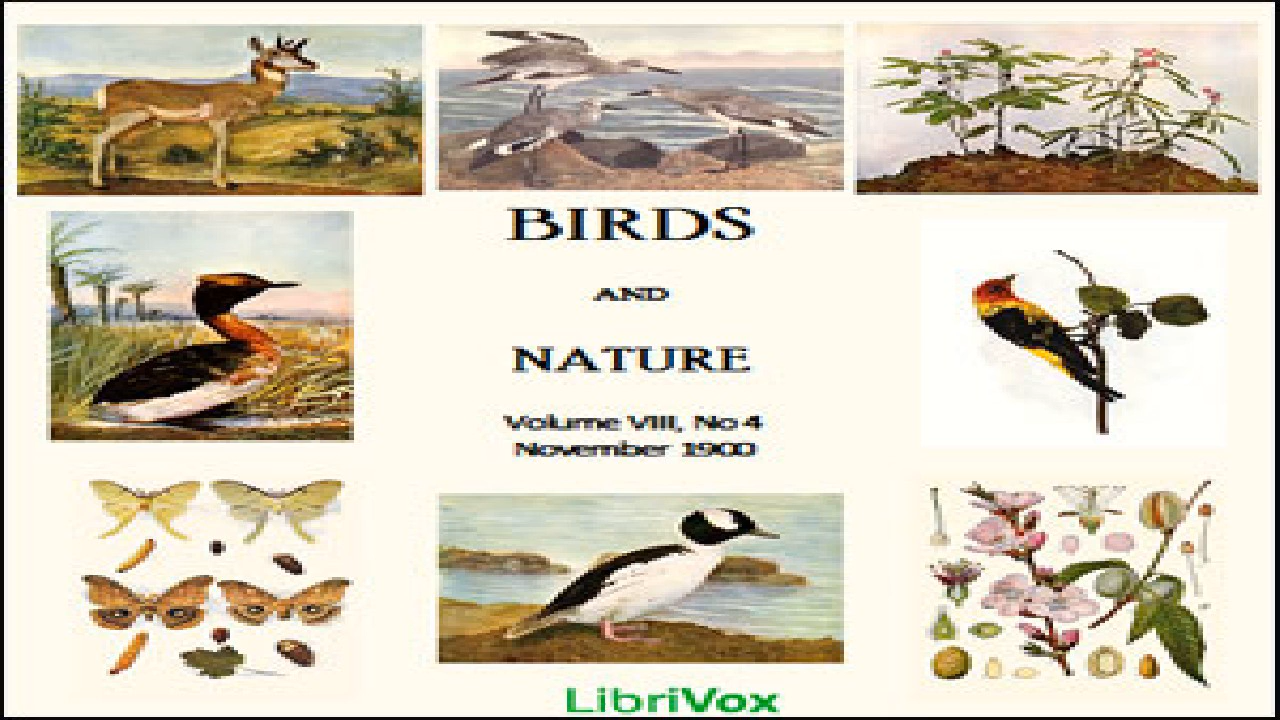 BIRDS
AND
NATURE
Volume VIII, No 4
November 1900
LibriVox